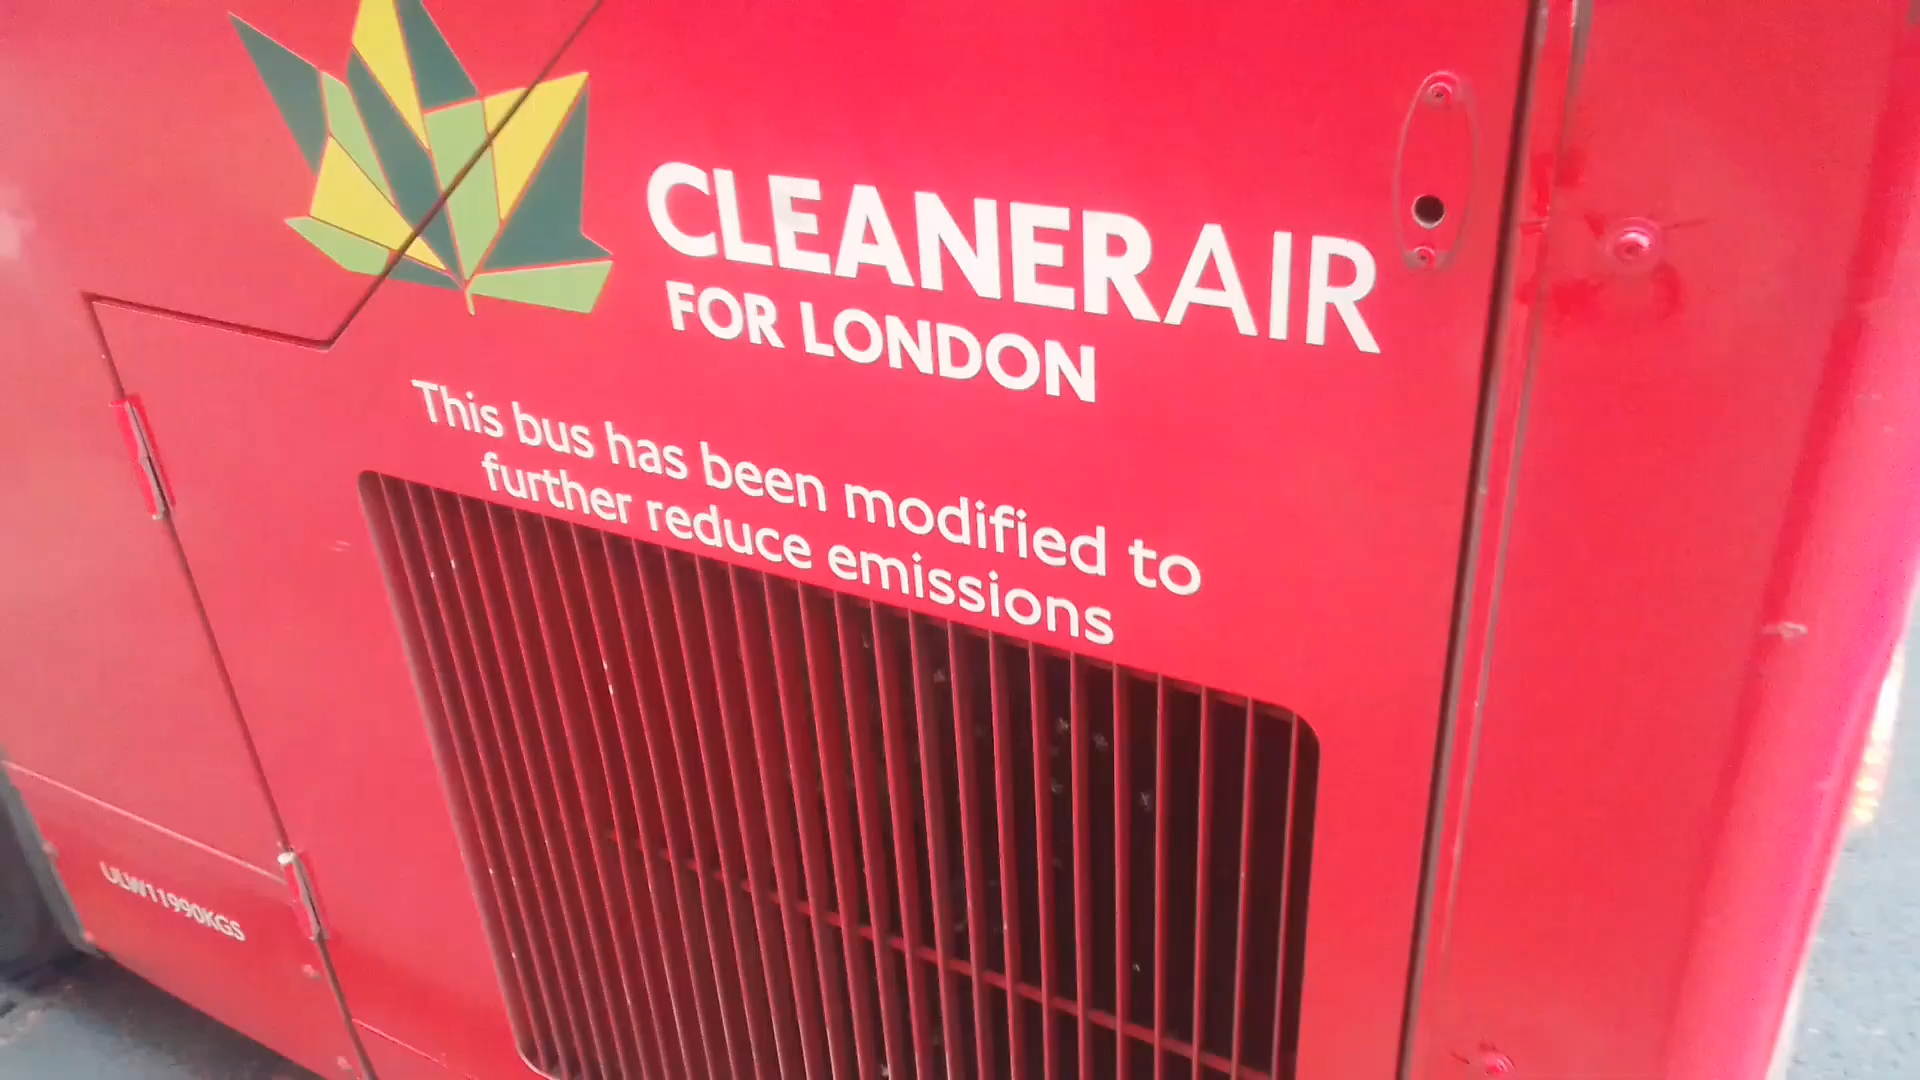 CLEANERAIR
FOR LONDON
This bus has been modified to
further reduce emissions
ULW11990KGS